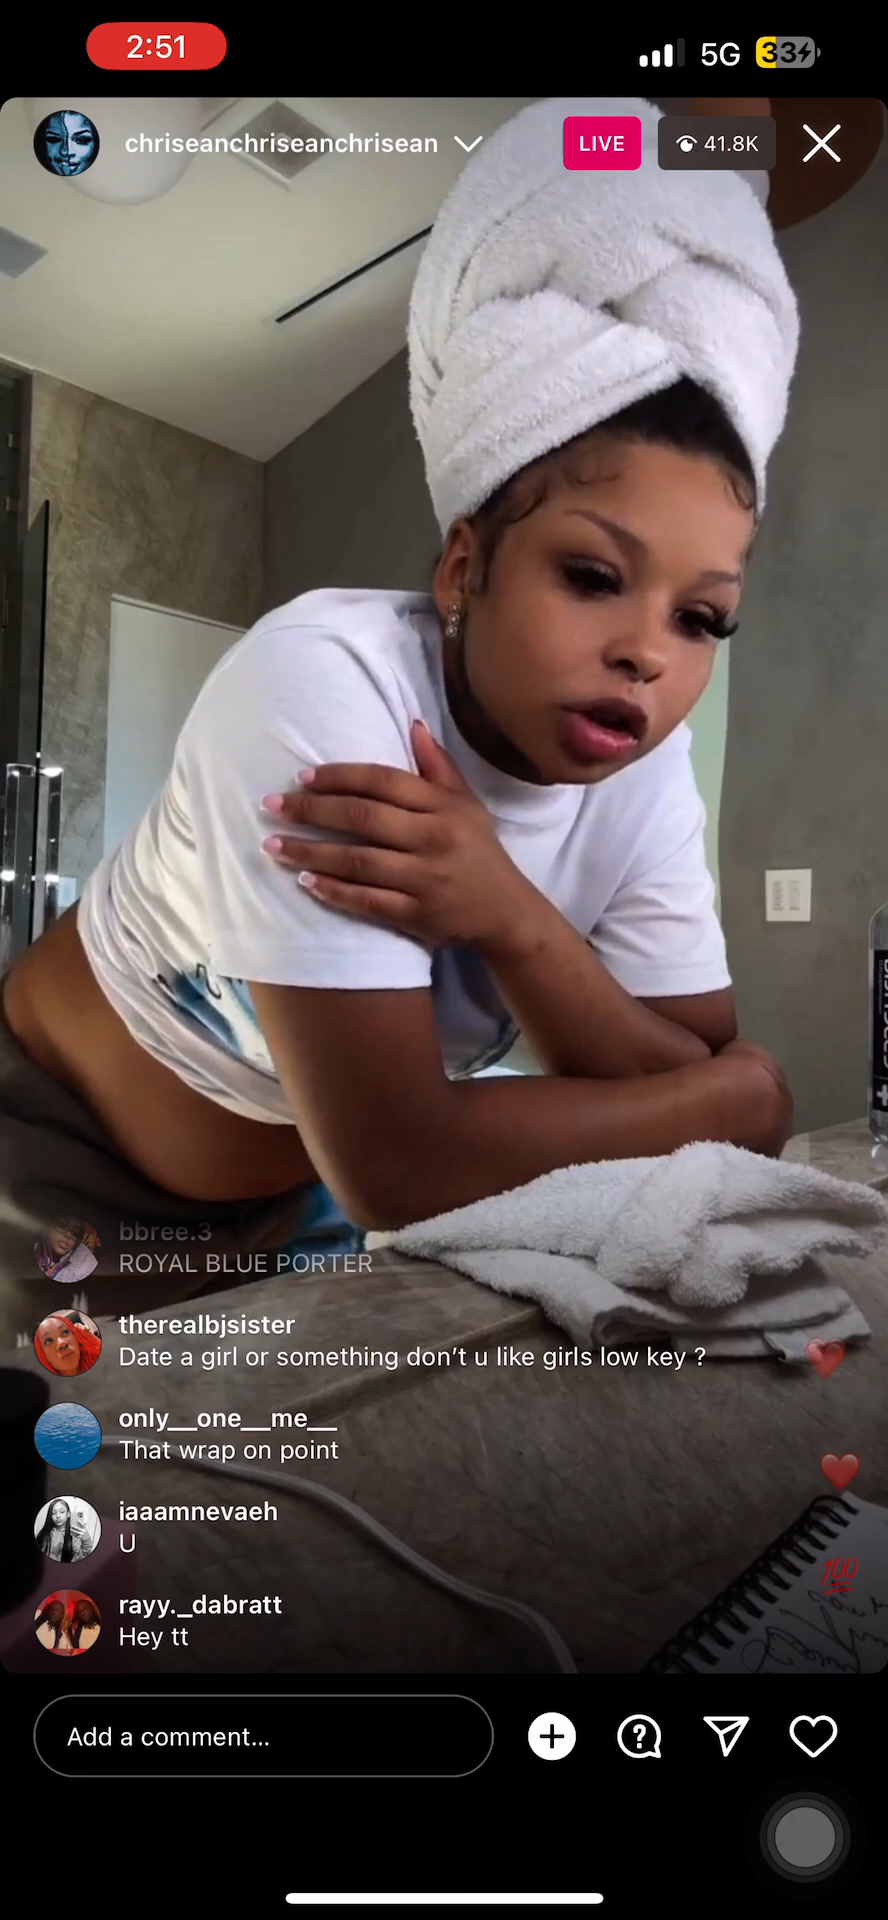 2:51
5G
33
chriseanchriseanchrisean
LIVE
41.8K
bbree.3
ROYAL BLUE PORTER
therealbjsister
Date a girl or something don't u like girls low key ?
only__one__me__
That wrap on point
iaaamnevaeh
U
rayy._dabratt
Hey tt
💯
Add a comment...